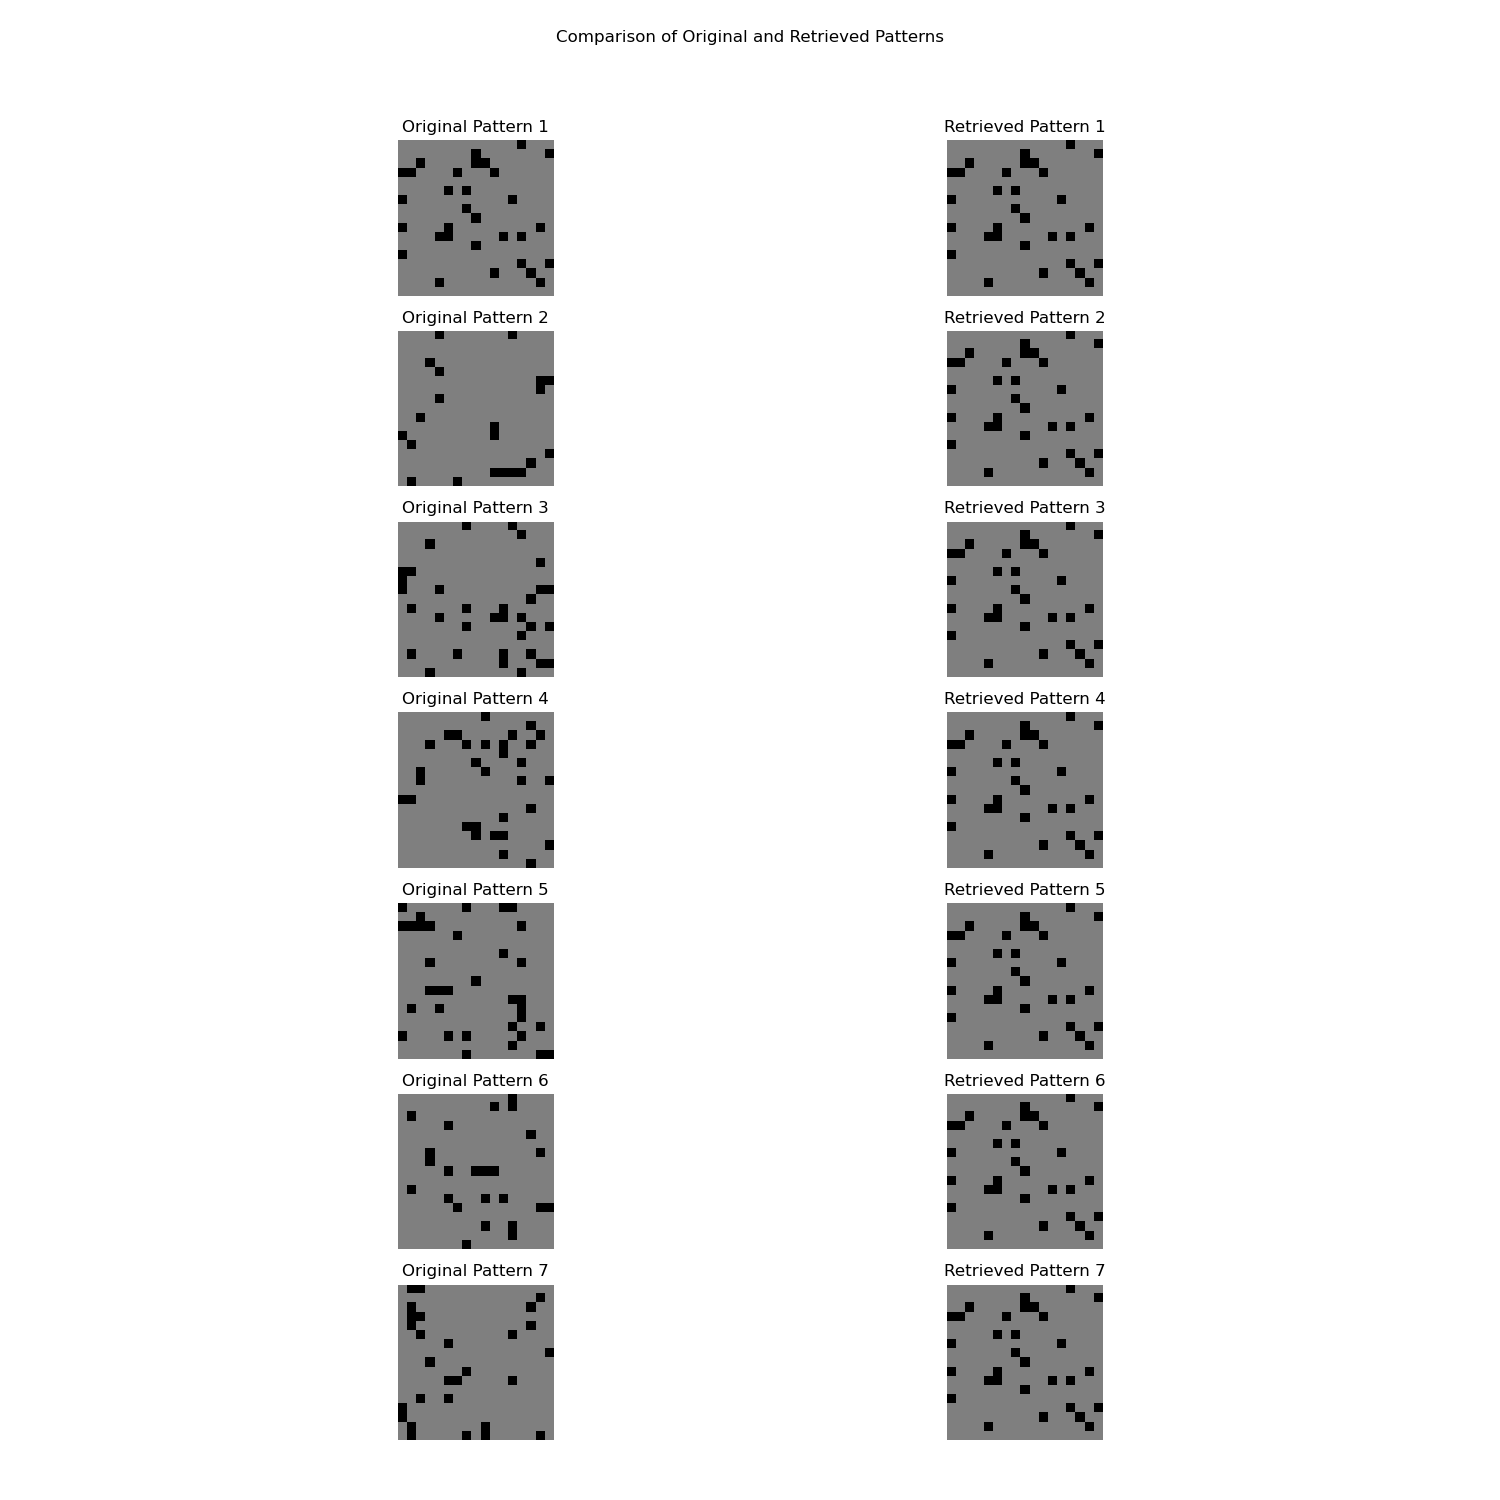 Comparison of Original and Retrieved Patterns
Original Pattern 1
Retrieved Pattern 1
Original Pattern 2
Retrieved Pattern 2
Original Pattern 3
Retrieved Pattern 3
Original Pattern 4
Retrieved Pattern 4
Original Pattern 5
Retrieved Pattern 5
Original Pattern 6
Retrieved Pattern 6
Original Pattern 7
Retrieved Pattern 7